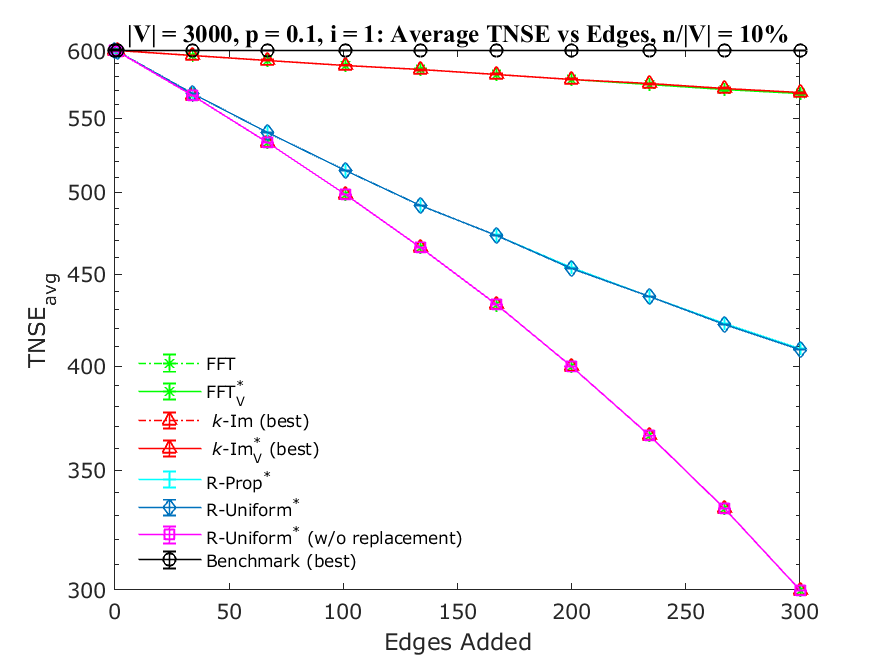 |V| = 3000, p = 0.1, i = 1: Average TNSE vs Edges, n/|V| = 10%
600
550
500
450
400
350
300
TNSE_avg
FFT
FFT*_V
k-Im (best)
k-Im*_V (best)
R-Prop*
R-Uniform*
R-Uniform* (w/o replacement)
Benchmark (best)
0 50 100 150 200 250 300
Edges Added